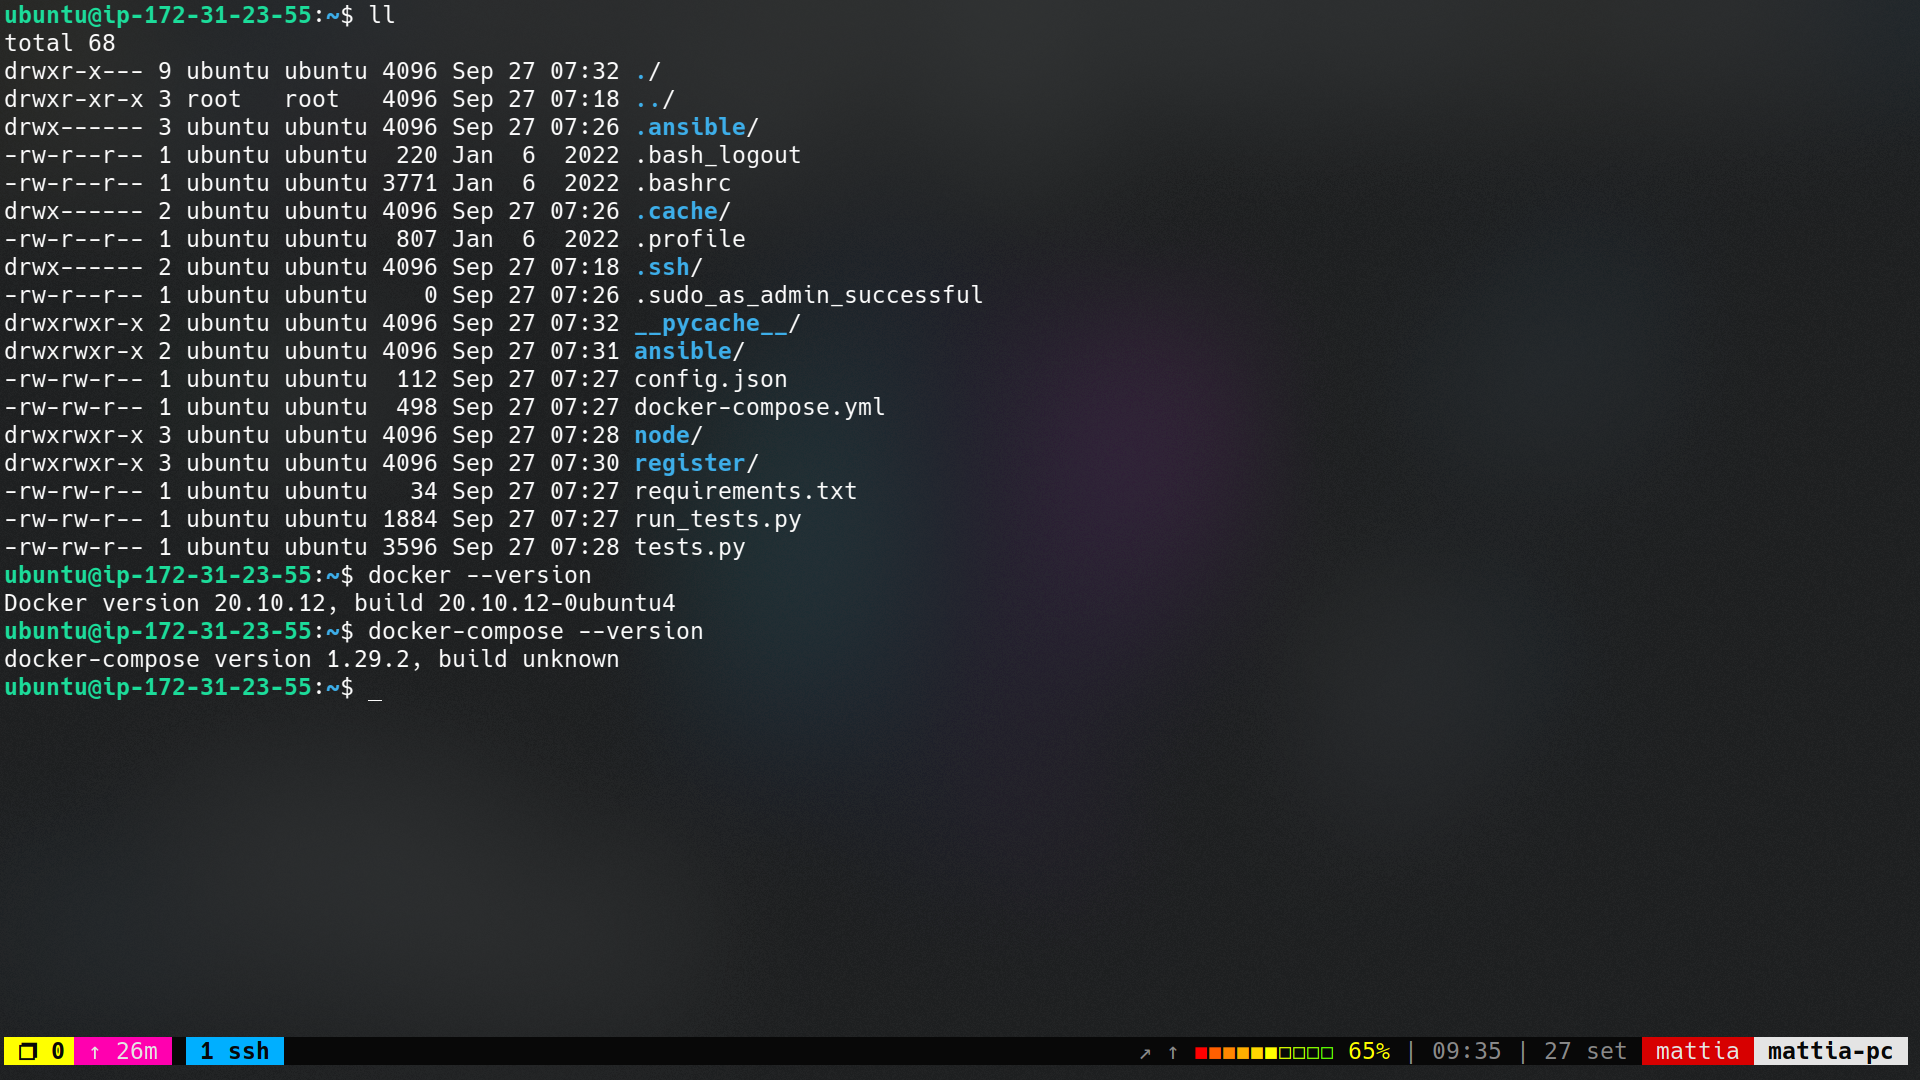 ubuntu@ip-172-31-23-55:~$ ll
total 68
drwxr-x--- 9 ubuntu ubuntu 4096 Sep 27 07:32 ./
drwxr-xr-x 3 root   root   4096 Sep 27 07:18 ../
drwx------ 3 ubuntu ubuntu 4096 Sep 27 07:26 .ansible/
-rw-r--r-- 1 ubuntu ubuntu  220 Jan  6  2022 .bash_logout
-rw-r--r-- 1 ubuntu ubuntu 3771 Jan  6  2022 .bashrc
drwx------ 2 ubuntu ubuntu 4096 Sep 27 07:26 .cache/
-rw-r--r-- 1 ubuntu ubuntu  807 Jan  6  2022 .profile
drwx------ 2 ubuntu ubuntu 4096 Sep 27 07:18 .ssh/
-rw-r--r-- 1 ubuntu ubuntu    0 Sep 27 07:26 .sudo_as_admin_successful
drwxrwxr-x 2 ubuntu ubuntu 4096 Sep 27 07:32 __pycache__/
drwxrwxr-x 2 ubuntu ubuntu 4096 Sep 27 07:31 ansible/
-rw-rw-r-- 1 ubuntu ubuntu  112 Sep 27 07:27 config.json
-rw-rw-r-- 1 ubuntu ubuntu  498 Sep 27 07:27 docker-compose.yml
drwxrwxr-x 3 ubuntu ubuntu 4096 Sep 27 07:28 node/
drwxrwxr-x 3 ubuntu ubuntu 4096 Sep 27 07:30 register/
-rw-rw-r-- 1 ubuntu ubuntu   34 Sep 27 07:27 requirements.txt
-rw-rw-r-- 1 ubuntu ubuntu 1884 Sep 27 07:27 run_tests.py
-rw-rw-r-- 1 ubuntu ubuntu 3596 Sep 27 07:28 tests.py
ubuntu@ip-172-31-23-55:~$ docker --version
Docker version 20.10.12, build 20.10.12-0ubuntu4
ubuntu@ip-172-31-23-55:~$ docker-compose --version
docker-compose version 1.29.2, build unknown
ubuntu@ip-172-31-23-55:~$ _
❐ 0 ↑ 26m 1 ssh ↗ ↑ ■■■■■■□□□□ 65% | 09:35 | 27 set mattia mattia-pc